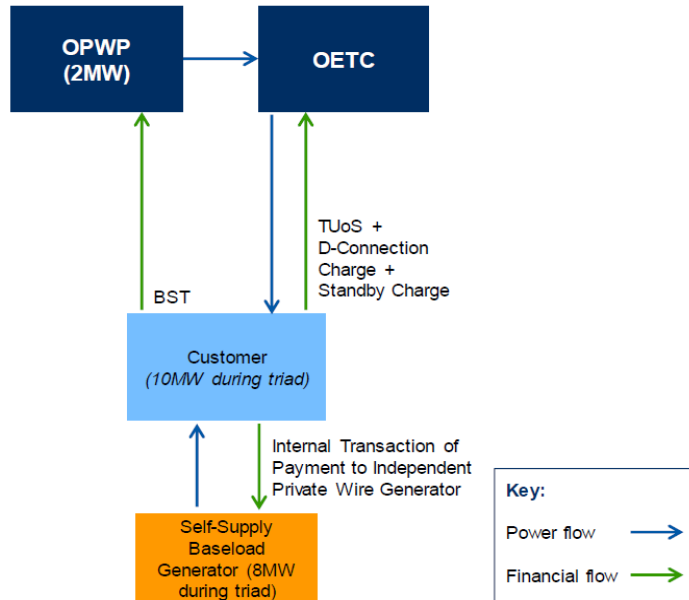 OPWP
(2MW)
OETC
TUoS +
D-Connection
Charge +
Standby Charge
BST
Customer
(10MW during triad)
Internal Transaction of
Payment to Independent
Private Wire Generator
Self-Supply
Baseload
Generator (8MW
during triad)
Key:
Power flow
Financial flow